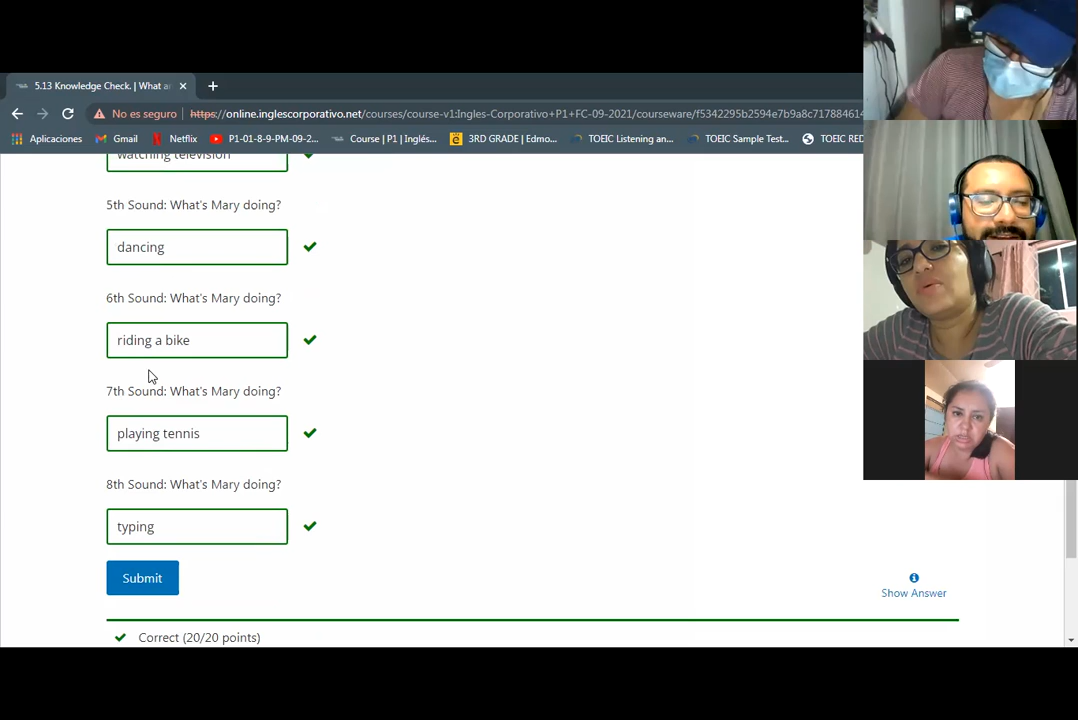 5.13 Knowledge Check. | What a
No es seguro https://online.inglescorporativo.net/courses/course-v1:Ingles-Corporativo+P1+FC-09-2021/courseware/f5342295b2594e7b9a8c717884614
Aplicaciones Gmail Netflix P1-01-8-9-PM-09-2... Course | P1 | Inglés... 3RD GRADE | Edmo... TOEIC Listening an... TOEIC Sample Test... TOEIC RED
watching television
5th Sound: What's Mary doing?
dancing
6th Sound: What's Mary doing?
riding a bike
7th Sound: What's Mary doing?
playing tennis
8th Sound: What's Mary doing?
typing
Submit
Show Answer
Correct (20/20 points)